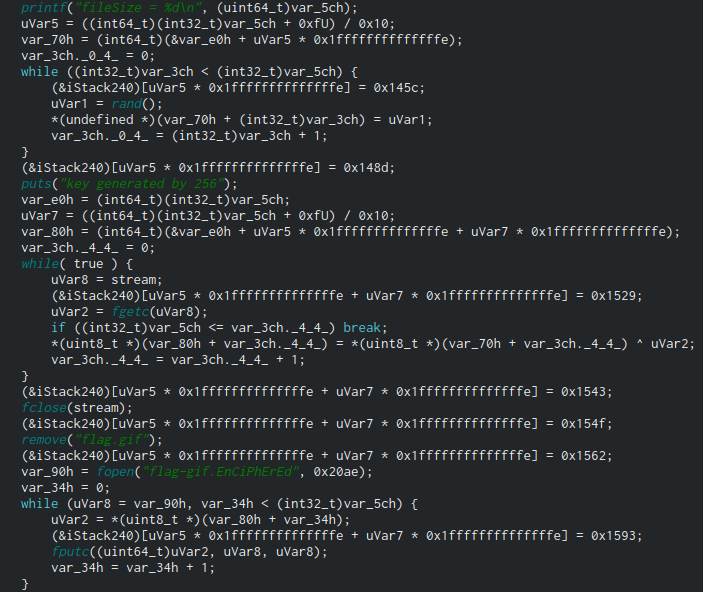 printf("fileSize = %d\n", (uint64_t)var_5ch);
uVar5 = ((int64_t)(int32_t)var_5ch + 0xfU) / 0x10;
var_70h = (int64_t)(&var_e0h + uVar5 * 0x1ffffffffffffffe);
var_3ch._0_4_ = 0;
while ((int32_t)var_3ch < (int32_t)var_5ch) {
(&iStack240)[uVar5 * 0x1ffffffffffffffe] = 0x145c;
uVar1 = rand();
*(undefined *)(var_70h + (int32_t)var_3ch) = uVar1;
var_3ch._0_4_ = (int32_t)var_3ch + 1;
}
(&iStack240)[uVar5 * 0x1ffffffffffffffe] = 0x148d;
puts("key generated by 256");
var_e0h = (int64_t)(int32_t)var_5ch;
uVar7 = ((int64_t)(int32_t)var_5ch + 0xfU) / 0x10;
var_80h = (int64_t)(&var_e0h + uVar5 * 0x1ffffffffffffffe + uVar7 * 0x1ffffffffffffffe);
var_3ch._4_4_ = 0;
while( true ) {
uVar8 = stream;
(&iStack240)[uVar5 * 0x1ffffffffffffffe + uVar7 * 0x1ffffffffffffffe] = 0x1529;
uVar2 = fgetc(uVar8);
if ((int32_t)var_5ch <= var_3ch._4_4_) break;
*(uint8_t *)(var_80h + var_3ch._4_4_) = *(uint8_t *)(var_70h + var_3ch._4_4_) ^ uVar2;
var_3ch._4_4_ = var_3ch._4_4_ + 1;
}
(&iStack240)[uVar5 * 0x1ffffffffffffffe + uVar7 * 0x1ffffffffffffffe] = 0x1543;
fclose(stream);
(&iStack240)[uVar5 * 0x1ffffffffffffffe + uVar7 * 0x1ffffffffffffffe] = 0x154f;
remove("flag.gif");
(&iStack240)[uVar5 * 0x1ffffffffffffffe + uVar7 * 0x1ffffffffffffffe] = 0x1562;
var_90h = fopen("flag-gif.EnCiPhErEd", 0x20ae);
var_34h = 0;
while (uVar8 = var_90h, var_34h < (int32_t)var_5ch) {
uVar2 = *(uint8_t *)(var_80h + var_34h);
(&iStack240)[uVar5 * 0x1ffffffffffffffe + uVar7 * 0x1ffffffffffffffe] = 0x1593;
fputc((uint64_t)uVar2, uVar8, uVar8);
var_34h = var_34h + 1;
}